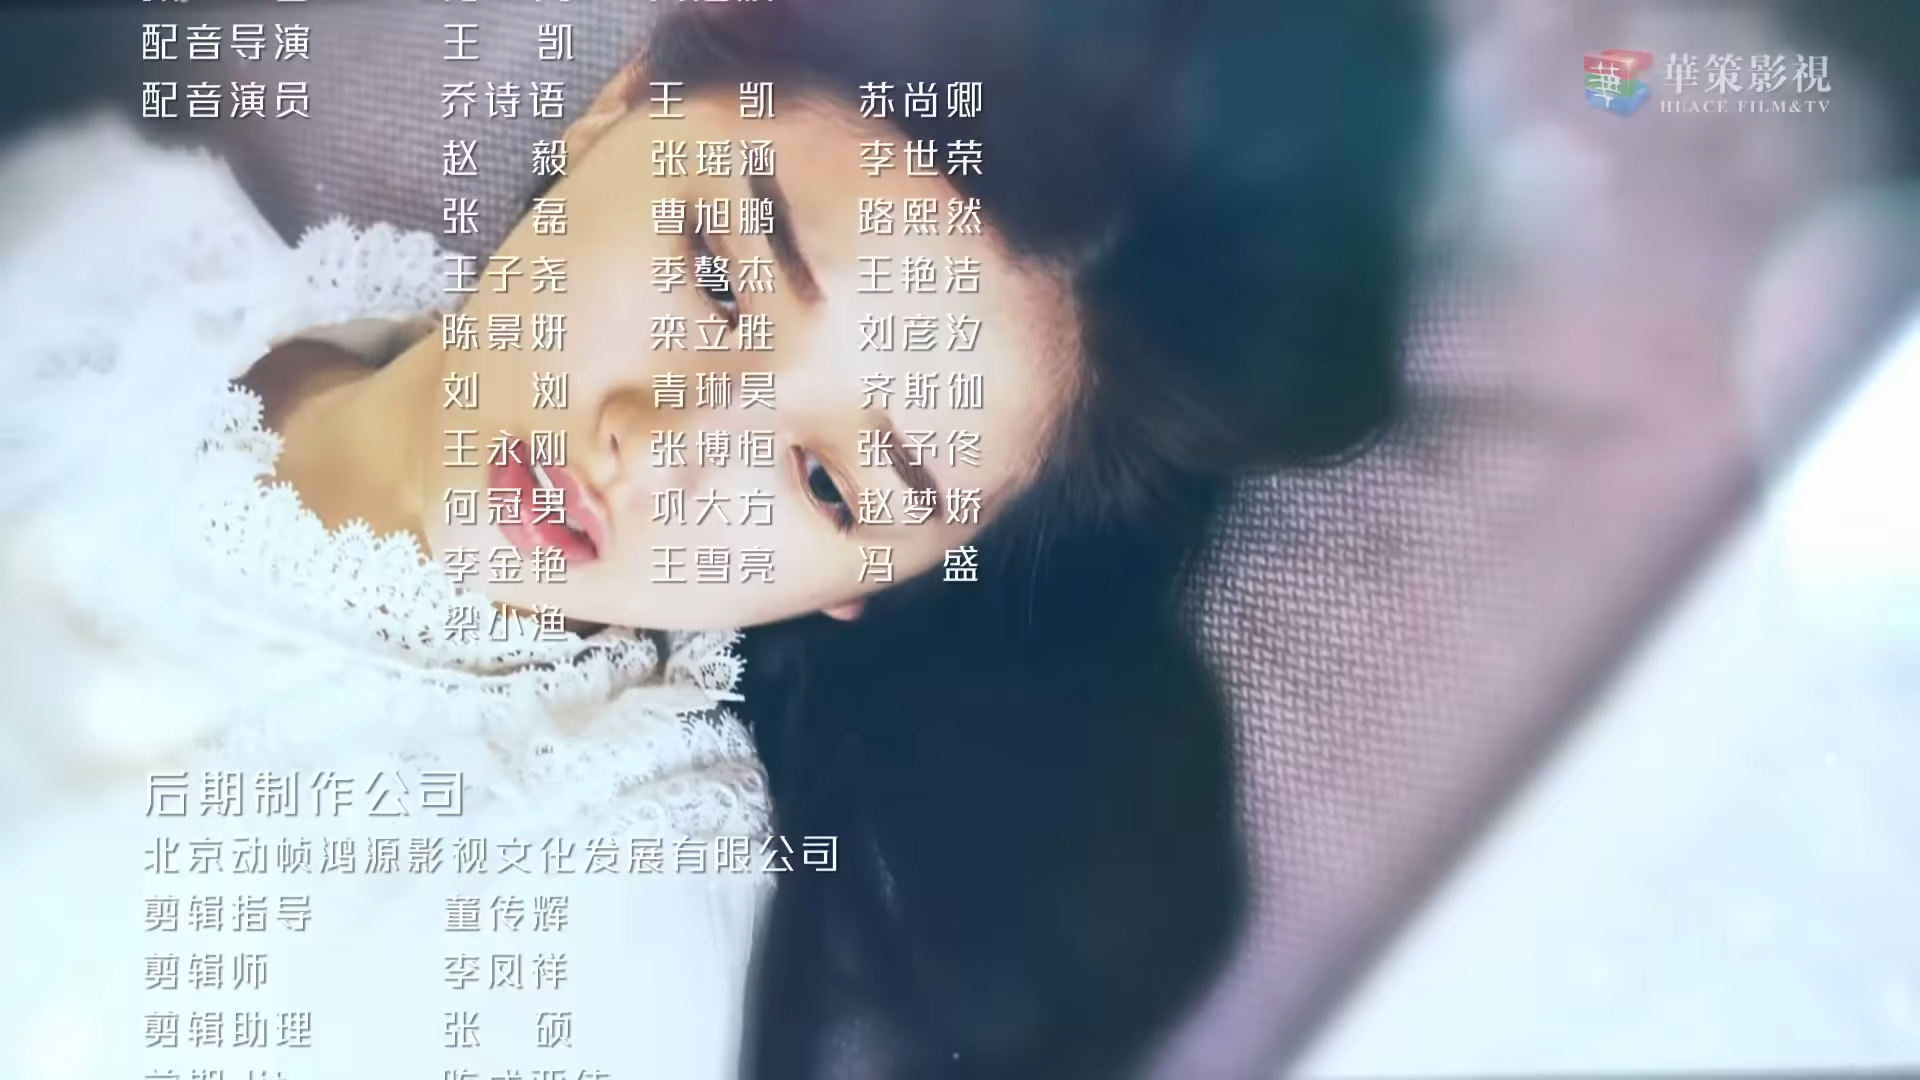 配音导演 王 凯
配音演员 乔诗语 王 凯 苏尚卿
赵 毅 张瑶涵 李世荣
张 磊 曹旭鹏 路熙然
王子尧 季骜杰 王艳洁
陈景妍 栾立胜 刘彦汐
刘 浏 青琳昊 齐斯伽
王永刚 张博恒 张予佟
何冠男 巩大方 赵梦娇
李金艳 王雪亮 冯 盛
梁小渔
后期制作公司
北京动帧鸿源影视文化发展有限公司
剪辑指导 董传辉
剪辑师 李凤祥
剪辑助理 张 硕
華策影視
HUACE FILM&TV